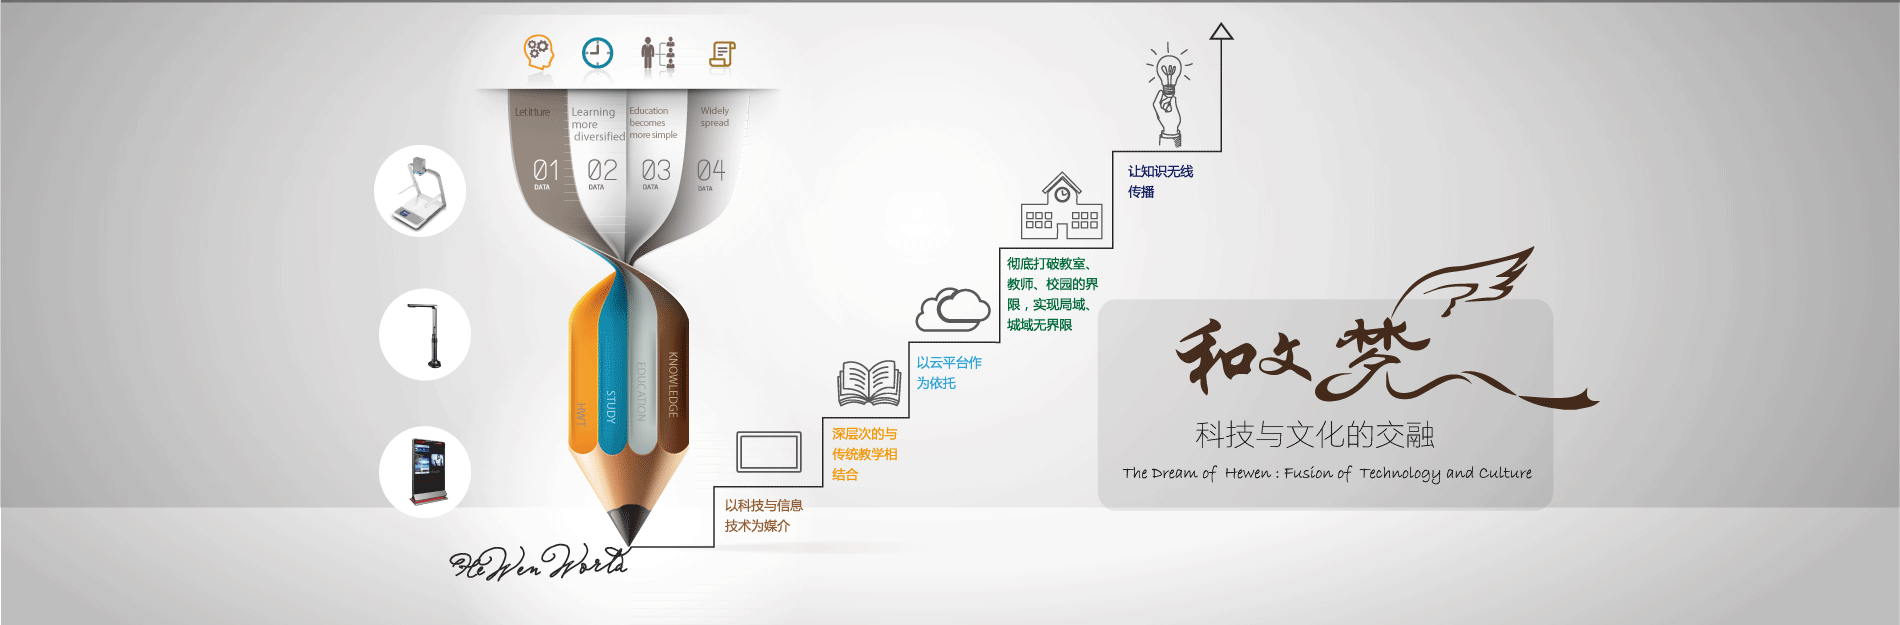 Letitture
Learning
more
diversified
Education
becomes
more simple
Widely
spread
01
DATA
02
DATA
03
DATA
04
DATA
HWT
STUDY
EDUCATION
KNOWLEDGE
HeWen World
以科技与信息
技术为媒介
深层次的与
传统教学相
结合
以云平台作
为依托
彻底打破教室、
教师、校园的界
限，实现局域、
城域无界限
让知识无线
传播
和文梦
科技与文化的交融
The Dream of Hewen : Fusion of Technology and Culture